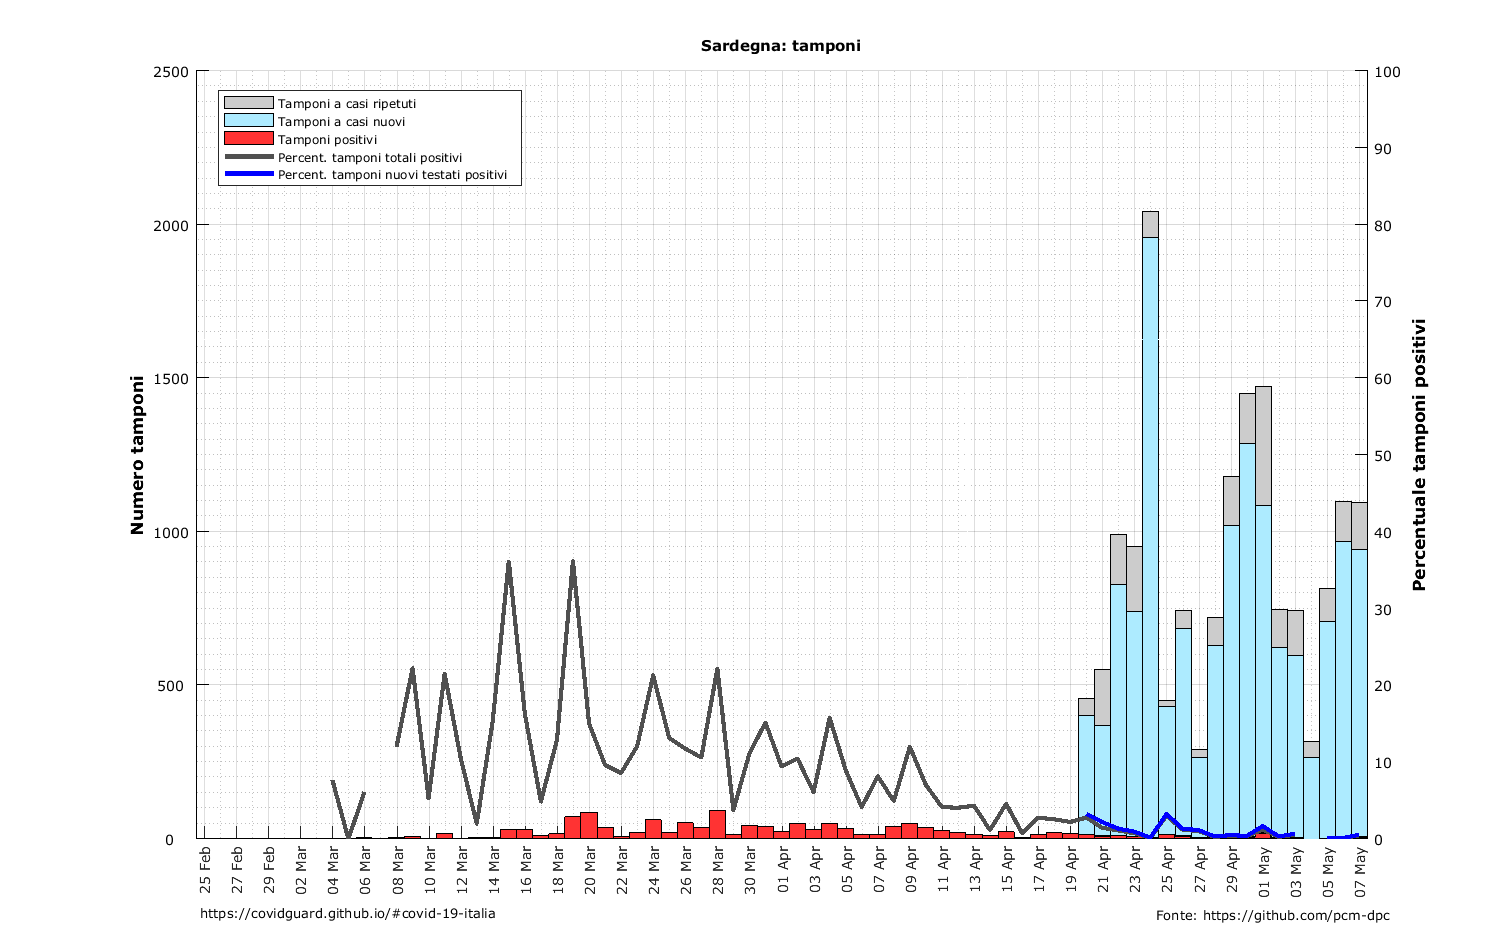 Sardegna: tamponi
2500
2000
1500
1000
500
0
Numero tamponi
Tamponi a casi ripetuti
Tamponi a casi nuovi
Tamponi positivi
Percent. tamponi totali positivi
Percent. tamponi nuovi testati positivi
100
90
80
70
60
50
40
30
20
10
0
Percentuale tamponi positivi
25 Feb
27 Feb
29 Feb
02 Mar
04 Mar
06 Mar
08 Mar
10 Mar
12 Mar
14 Mar
16 Mar
18 Mar
20 Mar
22 Mar
24 Mar
26 Mar
28 Mar
30 Mar
01 Apr
03 Apr
05 Apr
07 Apr
09 Apr
11 Apr
13 Apr
15 Apr
17 Apr
19 Apr
21 Apr
23 Apr
25 Apr
27 Apr
29 Apr
01 May
03 May
05 May
07 May
https://covidguard.github.io/#covid-19-italia
Fonte: https://github.com/pcm-dpc